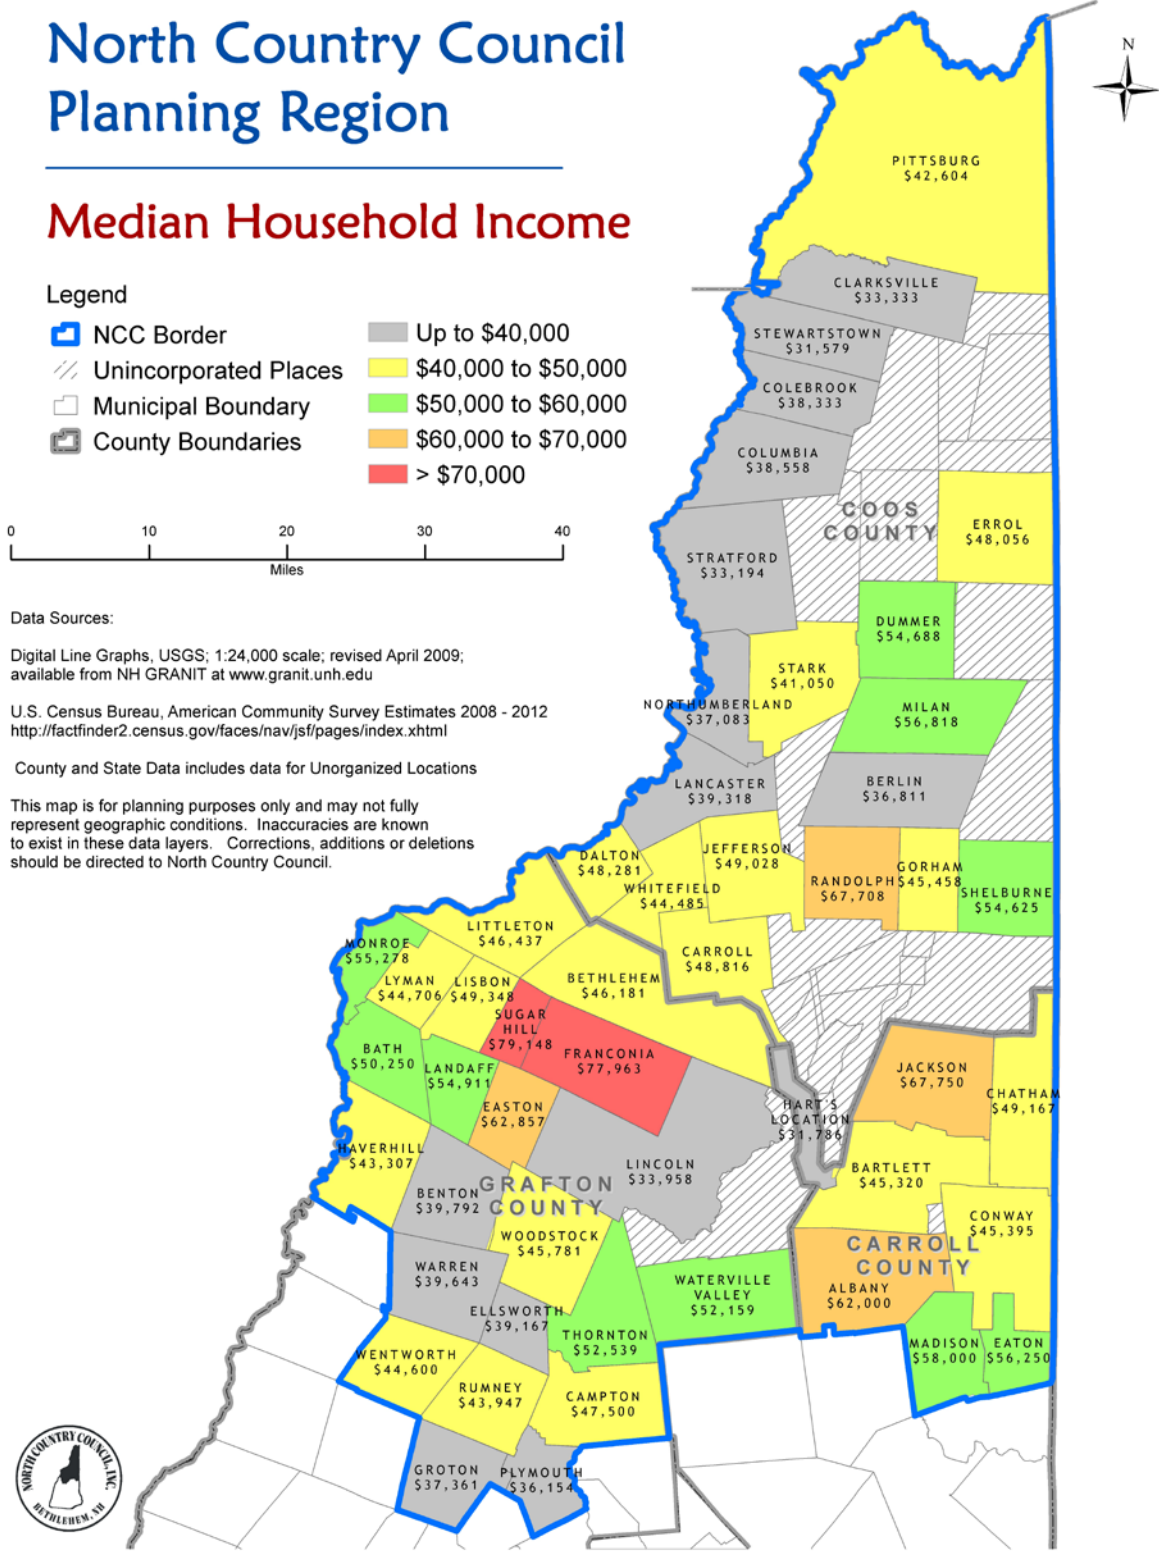 North Country Council
Planning Region
Median Household Income
Legend
NCC Border
Unincorporated Places
Municipal Boundary
County Boundaries
Up to $40,000
$40,000 to $50,000
$50,000 to $60,000
$60,000 to $70,000
> $70,000
0 10 20 30 40
Miles
Data Sources:
Digital Line Graphs, USGS; 1:24,000 scale; revised April 2009;
available from NH GRANIT at www.granit.unh.edu
U.S. Census Bureau, American Community Survey Estimates 2008 - 2012
http://factfinder2.census.gov/faces/nav/jsf/pages/index.xhtml
County and State Data includes data for Unorganized Locations
This map is for planning purposes only and may not fully
represent geographic conditions. Inaccuracies are known
to exist in these data layers. Corrections, additions or deletions
should be directed to North Country Council.
N
PITTSBURG
$42,604
CLARKSVILLE
$33,333
STEWARTSTOWN
$31,579
COLEBROOK
$38,333
COLUMBIA
$38,558
COOS
COUNTY
ERROL
$48,056
STRATFORD
$33,194
DUMMER
$54,688
STARK
$41,050
NORTHUMBERLAND
$37,083
MILAN
$56,818
LANCASTER
$39,318
BERLIN
$36,811
DALTON
$48,281
JEFFERSON
$49,028
WHITEFIELD
$44,485
RANDOLPH
$67,708
GORHAM
$45,458
SHELBURNE
$54,625
LITTLETON
$46,437
MONROE
$55,278
CARROLL
$48,816
LYMAN
$44,706
LISBON
$49,348
BETHLEHEM
$46,181
SUGAR
HILL
$79,148
FRANCONIA
$77,963
BATH
$50,250
LANDAFF
$54,911
JACKSON
$67,750
CHATHAM
$49,167
EASTON
$62,857
HART'S
LOCATION
$31,786
HAVERHILL
$43,307
LINCOLN
$33,958
BARTLETT
$45,320
BENTON
$39,792
GRAFTON
COUNTY
CONWAY
$45,395
WOODSTOCK
$45,781
CARROLL
COUNTY
WARREN
$39,643
WATERVILLE
VALLEY
$52,159
ALBANY
$62,000
ELLSWORTH
$39,167
THORNTON
$52,539
MADISON
$58,000
EATON
$56,250
WENTWORTH
$44,600
RUMNEY
$43,947
CAMPTON
$47,500
GROTON
$37,361
PLYMOUTH
$36,154
NORTH COUNTRY COUNCIL, INC.
BETHLEHEM, NH